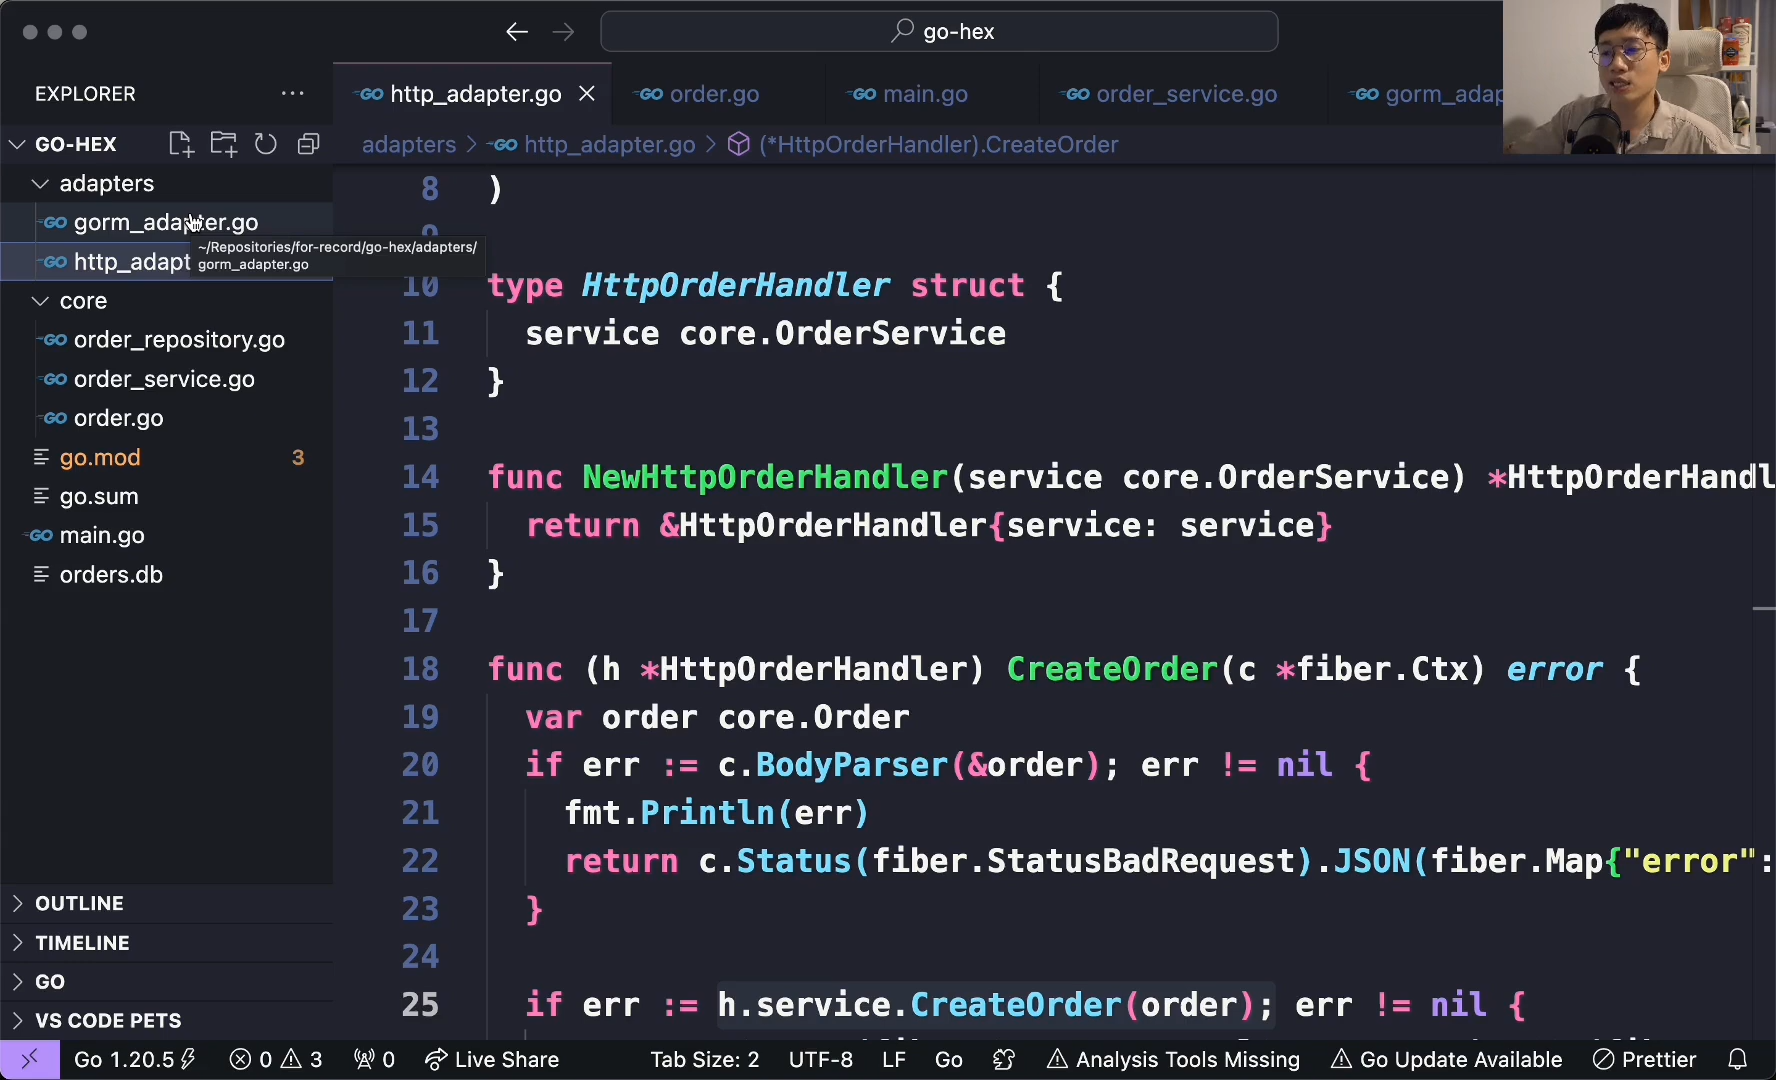 go-hex
EXPLORER
http_adapter.go
order.go
main.go
order_service.go
gorm_adap
GO-HEX
adapters > http_adapter.go > (*HttpOrderHandler).CreateOrder
adapters
gorm_adapter.go
http_adapt
~/Repositories/for-record/go-hex/adapters/
gorm_adapter.go
core
order_repository.go
order_service.go
order.go
go.mod 3
go.sum
main.go
orders.db
OUTLINE
TIMELINE
GO
VS CODE PETS
8 )
9
10 type HttpOrderHandler struct {
11 service core.OrderService
12 }
13
14 func NewHttpOrderHandler(service core.OrderService) *HttpOrderHandl
15 return &HttpOrderHandler{service: service}
16 }
17
18 func (h *HttpOrderHandler) CreateOrder(c *fiber.Ctx) error {
19 var order core.Order
20 if err := c.BodyParser(&order); err != nil {
21 fmt.Println(err)
22 return c.Status(fiber.StatusBadRequest).JSON(fiber.Map{"error":
23 }
24
25 if err := h.service.CreateOrder(order); err != nil {
Go 1.20.5 0 3 0 Live Share Tab Size: 2 UTF-8 LF Go Analysis Tools Missing Go Update Available Prettier